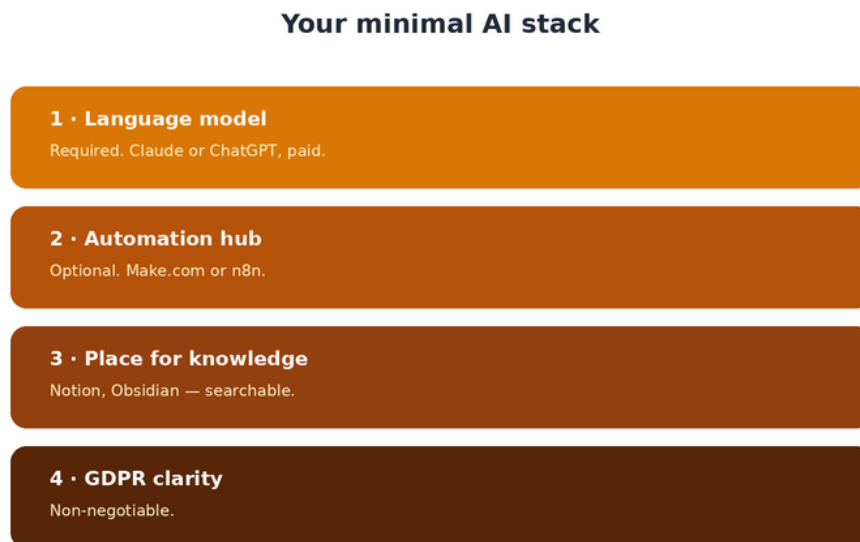 Your minimal AI stack
1 · Language model
Required. Claude or ChatGPT, paid.
2 · Automation hub
Optional. Make.com or n8n.
3 · Place for knowledge
Notion, Obsidian — searchable.
4 · GDPR clarity
Non-negotiable.